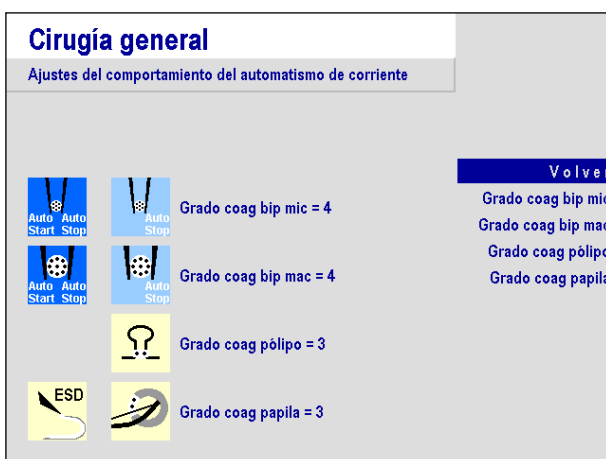 Cirugía general
Ajustes del comportamiento del automatismo de corriente
Volver
Auto Auto
Start Stop
Auto
Stop
Grado coag bip mic = 4
Grado coag bip mic
Auto Auto
Start Stop
Auto
Stop
Grado coag bip mac = 4
Grado coag bip mac
Grado coag pólipo = 3
Grado coag pólipo
ESD
Grado coag papila = 3
Grado coag papila